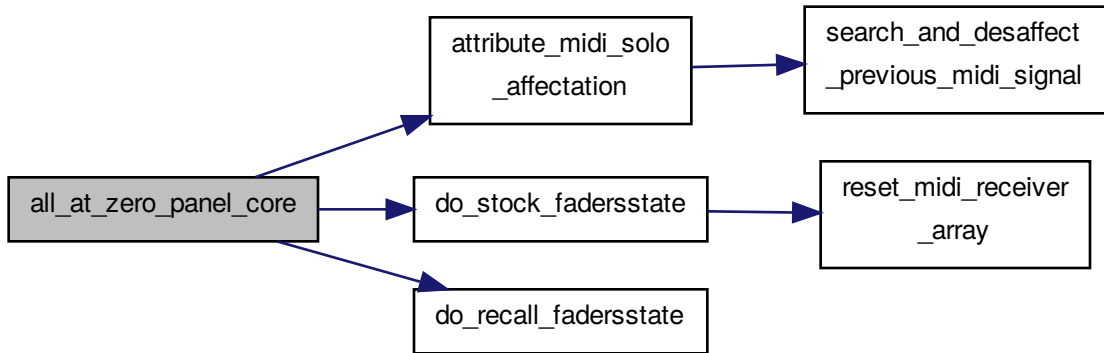 all_at_zero_panel_core
attribute_midi_solo
_affectation
search_and_desaffect
_previous_midi_signal
do_stock_fadersstate
reset_midi_receiver
_array
do_recall_fadersstate